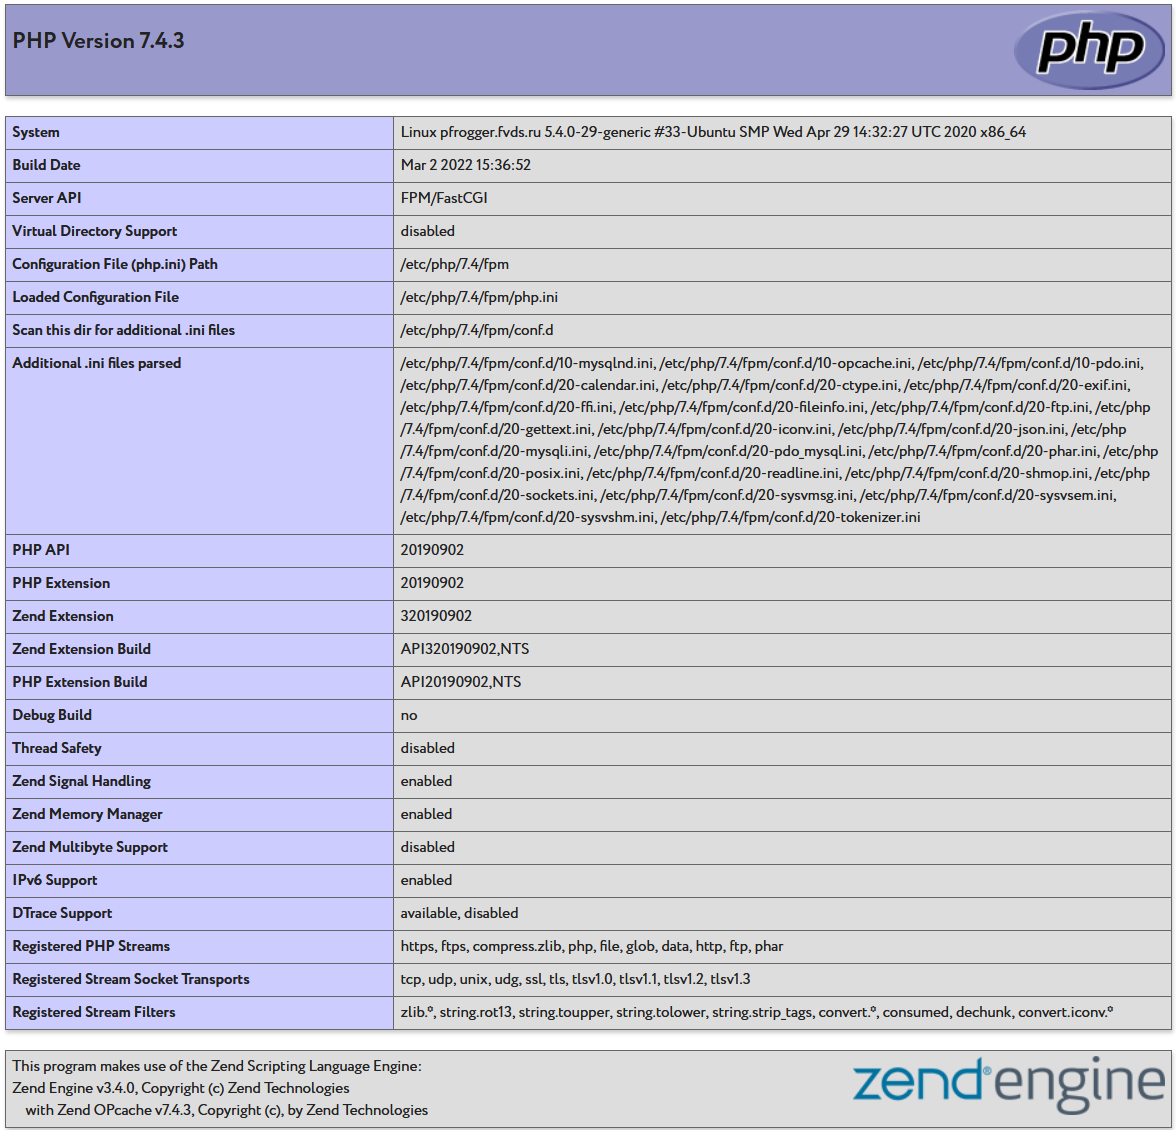 PHP Version 7.4.3
php
System Linux pfrogger.fvds.ru 5.4.0-29-generic #33-Ubuntu SMP Wed Apr 29 14:32:27 UTC 2020 x86_64
Build Date Mar 2 2022 15:36:52
Server API FPM/FastCGI
Virtual Directory Support disabled
Configuration File (php.ini) Path /etc/php/7.4/fpm
Loaded Configuration File /etc/php/7.4/fpm/php.ini
Scan this dir for additional .ini files /etc/php/7.4/fpm/conf.d
Additional .ini files parsed /etc/php/7.4/fpm/conf.d/10-mysqlnd.ini, /etc/php/7.4/fpm/conf.d/10-opcache.ini, /etc/php/7.4/fpm/conf.d/10-pdo.ini,
/etc/php/7.4/fpm/conf.d/20-calendar.ini, /etc/php/7.4/fpm/conf.d/20-ctype.ini, /etc/php/7.4/fpm/conf.d/20-exif.ini,
/etc/php/7.4/fpm/conf.d/20-ffi.ini, /etc/php/7.4/fpm/conf.d/20-fileinfo.ini, /etc/php/7.4/fpm/conf.d/20-ftp.ini, /etc/php
/7.4/fpm/conf.d/20-gettext.ini, /etc/php/7.4/fpm/conf.d/20-iconv.ini, /etc/php/7.4/fpm/conf.d/20-json.ini, /etc/php
/7.4/fpm/conf.d/20-mysqli.ini, /etc/php/7.4/fpm/conf.d/20-pdo_mysql.ini, /etc/php/7.4/fpm/conf.d/20-phar.ini, /etc/php
/7.4/fpm/conf.d/20-posix.ini, /etc/php/7.4/fpm/conf.d/20-readline.ini, /etc/php/7.4/fpm/conf.d/20-shmop.ini, /etc/php
/7.4/fpm/conf.d/20-sockets.ini, /etc/php/7.4/fpm/conf.d/20-sysvmsg.ini, /etc/php/7.4/fpm/conf.d/20-sysvsem.ini,
/etc/php/7.4/fpm/conf.d/20-sysvshm.ini, /etc/php/7.4/fpm/conf.d/20-tokenizer.ini
PHP API 20190902
PHP Extension 20190902
Zend Extension 320190902
Zend Extension Build API320190902,NTS
PHP Extension Build API20190902,NTS
Debug Build no
Thread Safety disabled
Zend Signal Handling enabled
Zend Memory Manager enabled
Zend Multibyte Support disabled
IPv6 Support enabled
DTrace Support available, disabled
Registered PHP Streams https, ftps, compress.zlib, php, file, glob, data, http, ftp, phar
Registered Stream Socket Transports tcp, udp, unix, udg, ssl, tls, tlsv1.0, tlsv1.1, tlsv1.2, tlsv1.3
Registered Stream Filters zlib.*, string.rot13, string.toupper, string.tolower, string.strip_tags, convert.*, consumed, dechunk, convert.iconv.*
This program makes use of the Zend Scripting Language Engine:
Zend Engine v3.4.0, Copyright (c) Zend Technologies
with Zend OPcache v7.4.3, Copyright (c), by Zend Technologies
zend® engine